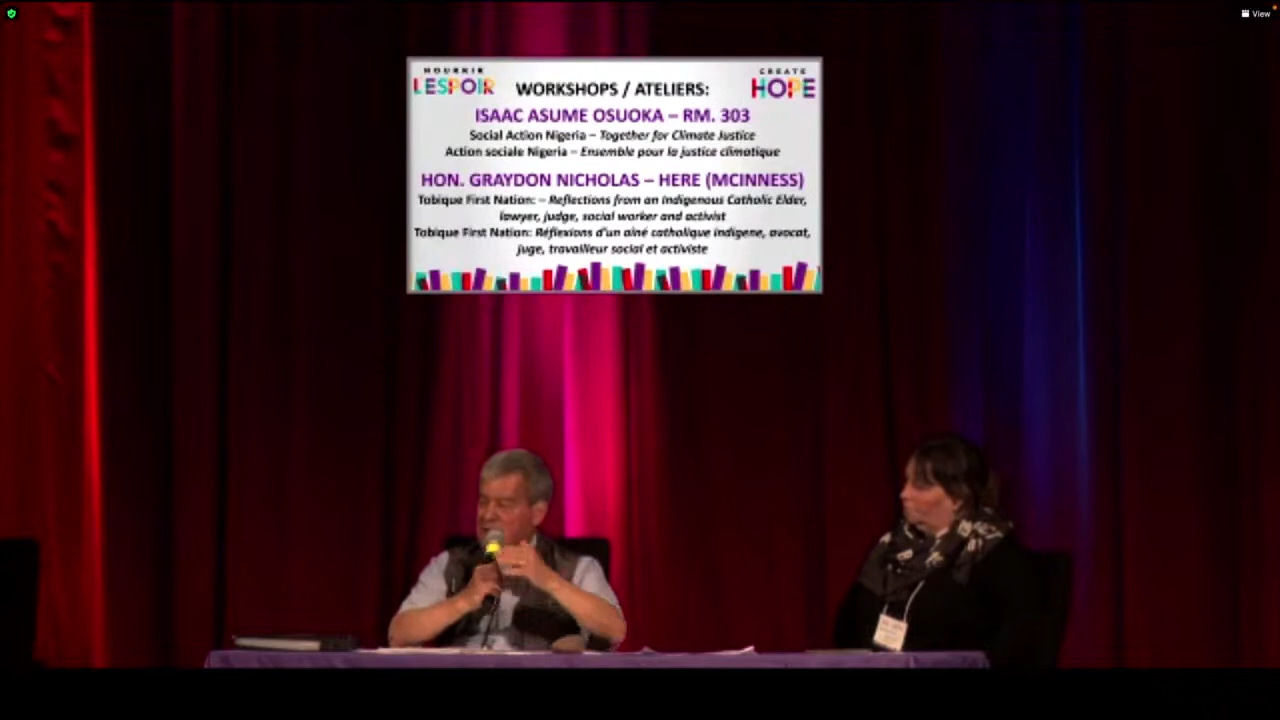 View
NOURRIR
L'ESPOIR
CREATE
HOPE
WORKSHOPS / ATELIERS:
ISAAC ASUME OSUOKA – RM. 303
Social Action Nigeria – Together for Climate Justice
Action sociale Nigeria – Ensemble pour la justice climatique
HON. GRAYDON NICHOLAS – HERE (MCINNESS)
Tobique First Nation: – Reflections from an Indigenous Catholic Elder,
lawyer, judge, social worker and activist
Tobique First Nation: Réflexions d'un aîné catholique indigène, avocat,
juge, travailleur social et activiste